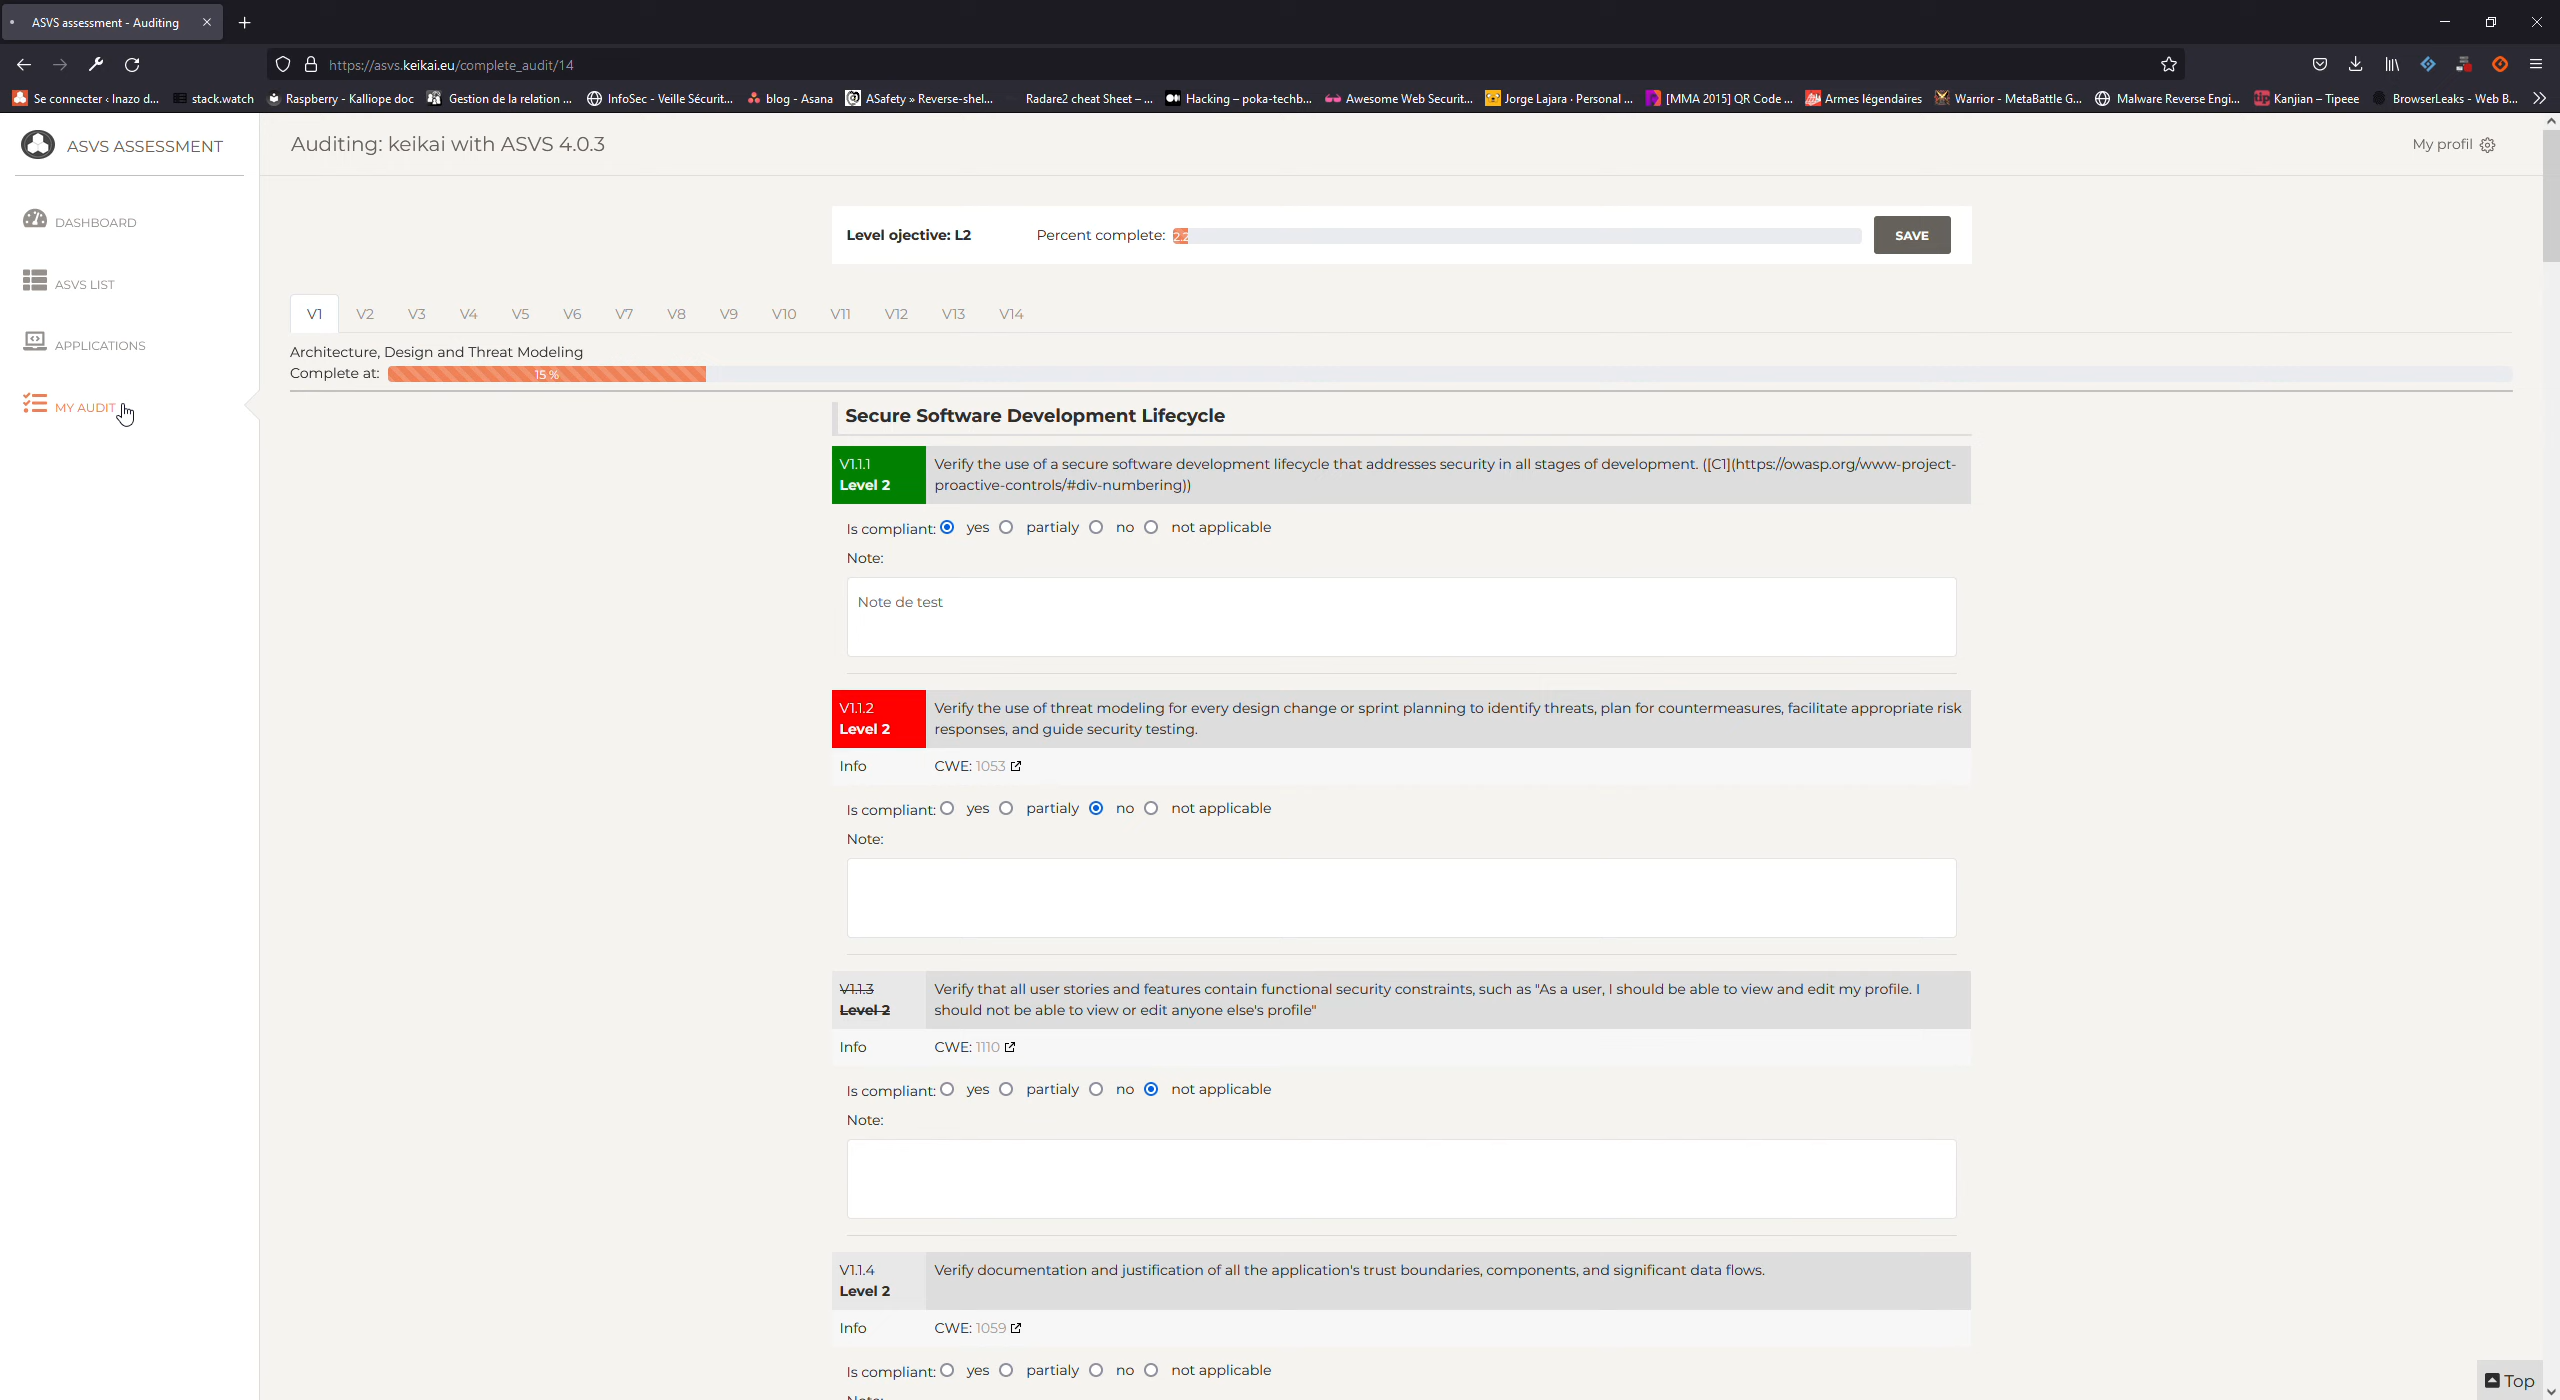 ASVS assessment - Auditing
https://asvs.keikai.eu/complete_audit/14
Se connecter ‹ Inazo d...
stack.watch
Raspberry - Kalliope doc
Gestion de la relation ...
InfoSec - Veille Sécurit...
blog - Asana
ASafety » Reverse-shel...
Radare2 cheat Sheet – ...
Hacking – poka-techb...
Awesome Web Securit...
Jorge Lajara · Personal ...
[MMA 2015] QR Code ...
Armes légendaires
Warrior - MetaBattle G...
Malware Reverse Engi...
Kanjian – Tipeee
BrowserLeaks - Web B...
ASVS ASSESSMENT
Auditing: keikai with ASVS 4.0.3
My profil
DASHBOARD
ASVS LIST
APPLICATIONS
MY AUDIT
Level ojective: L2
Percent complete:
SAVE
V1 V2 V3 V4 V5 V6 V7 V8 V9 V10 V11 V12 V13 V14
Architecture, Design and Threat Modeling
Complete at: 15 %
Secure Software Development Lifecycle
V1.1.1
Level 2
Verify the use of a secure software development lifecycle that addresses security in all stages of development. ([C1](https://owasp.org/www-project-
proactive-controls/#div-numbering))
Is compliant: yes partialy no not applicable
Note:
Note de test
V1.1.2
Level 2
Verify the use of threat modeling for every design change or sprint planning to identify threats, plan for countermeasures, facilitate appropriate risk
responses, and guide security testing.
Info CWE: 1053
Is compliant: yes partialy no not applicable
Note:
V1.1.3
Level 2
Verify that all user stories and features contain functional security constraints, such as "As a user, I should be able to view and edit my profile. I
should not be able to view or edit anyone else's profile"
Info CWE: 1110
Is compliant: yes partialy no not applicable
Note:
V1.1.4
Level 2
Verify documentation and justification of all the application's trust boundaries, components, and significant data flows.
Info CWE: 1059
Is compliant: yes partialy no not applicable
Top